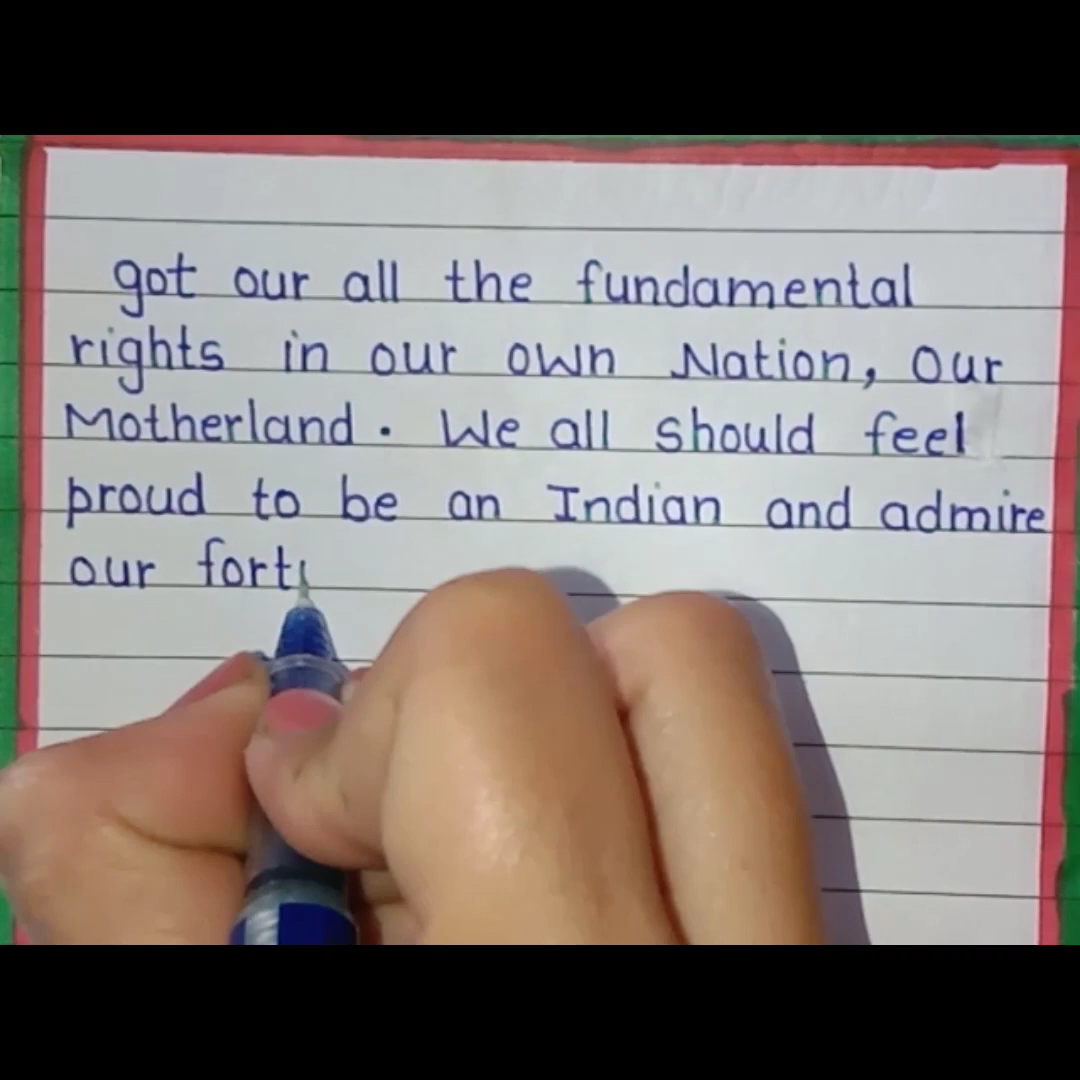 got our all the fundamental
rights in our own Nation, Our
Motherland. We all should feel
proud to be an Indian and admire
our